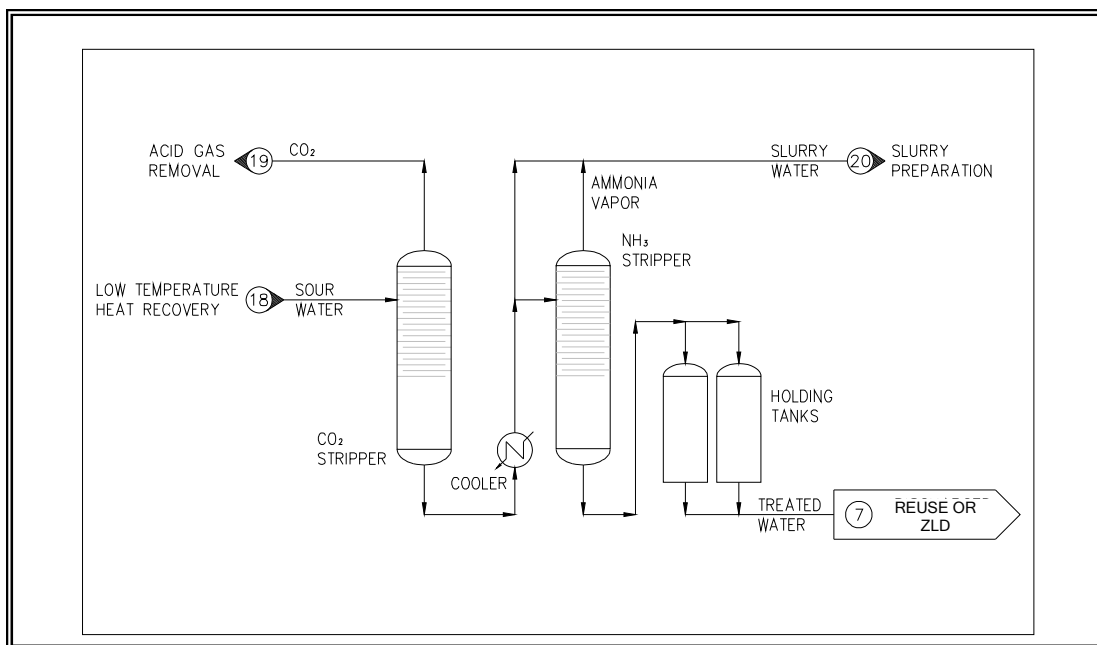 ACID GAS
REMOVAL
19
CO₂
SLURRY
WATER
20
SLURRY
PREPARATION
AMMONIA
VAPOR
NH₃
STRIPPER
LOW TEMPERATURE
HEAT RECOVERY
18
SOUR
WATER
HOLDING
TANKS
CO₂
STRIPPER
COOLER
TREATED
WATER
7
REUSE OR
ZLD